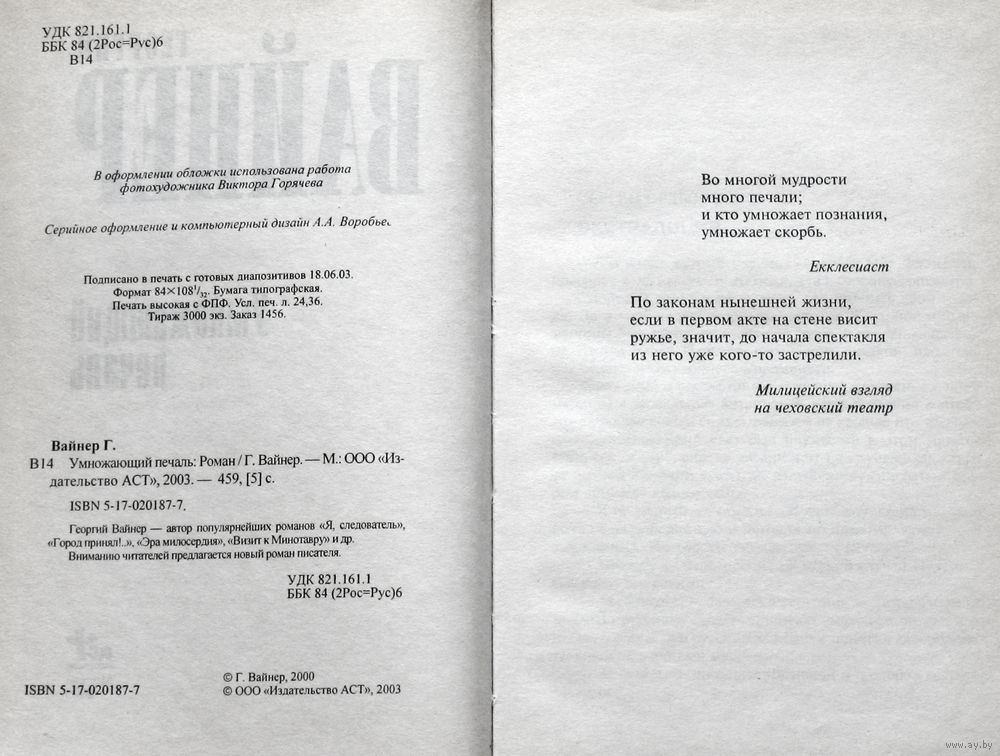 УДК 821.161.1
ББК 84 (2Рос=Рус)6
В14
В оформлении обложки использована работа
фотохудожника Виктора Горячева
Серийное оформление и компьютерный дизайн А.А. Воробьев
Подписано в печать с готовых диапозитивов 18.06.03.
Формат 84×108¹/₃₂. Бумага типографская.
Печать высокая с ФПФ. Усл. печ. л. 24,36.
Тираж 3000 экз. Заказ 1456.
Вайнер Г.
В14 Умножающий печаль: Роман / Г. Вайнер. — М.: ООО «Из-
дательство АСТ», 2003. — 459, [5] с.
ISBN 5-17-020187-7.
Георгий Вайнер — автор популярнейших романов «Я, следователь»,
«Город принял!..», «Эра милосердия», «Визит к Минотавру» и др.
Вниманию читателей предлагается новый роман писателя.
УДК 821.161.1
ББК 84 (2Рос=Рус)6
ISBN 5-17-020187-7
© Г. Вайнер, 2000
© ООО «Издательство АСТ», 2003
Во многой мудрости
много печали;
и кто умножает познания,
умножает скорбь.
Екклесиаст
По законам нынешней жизни,
если в первом акте на стене висит
ружье, значит, до начала спектакля
из него уже кого-то застрелили.
Милицейский взгляд
на чеховский театр
www.ay.by